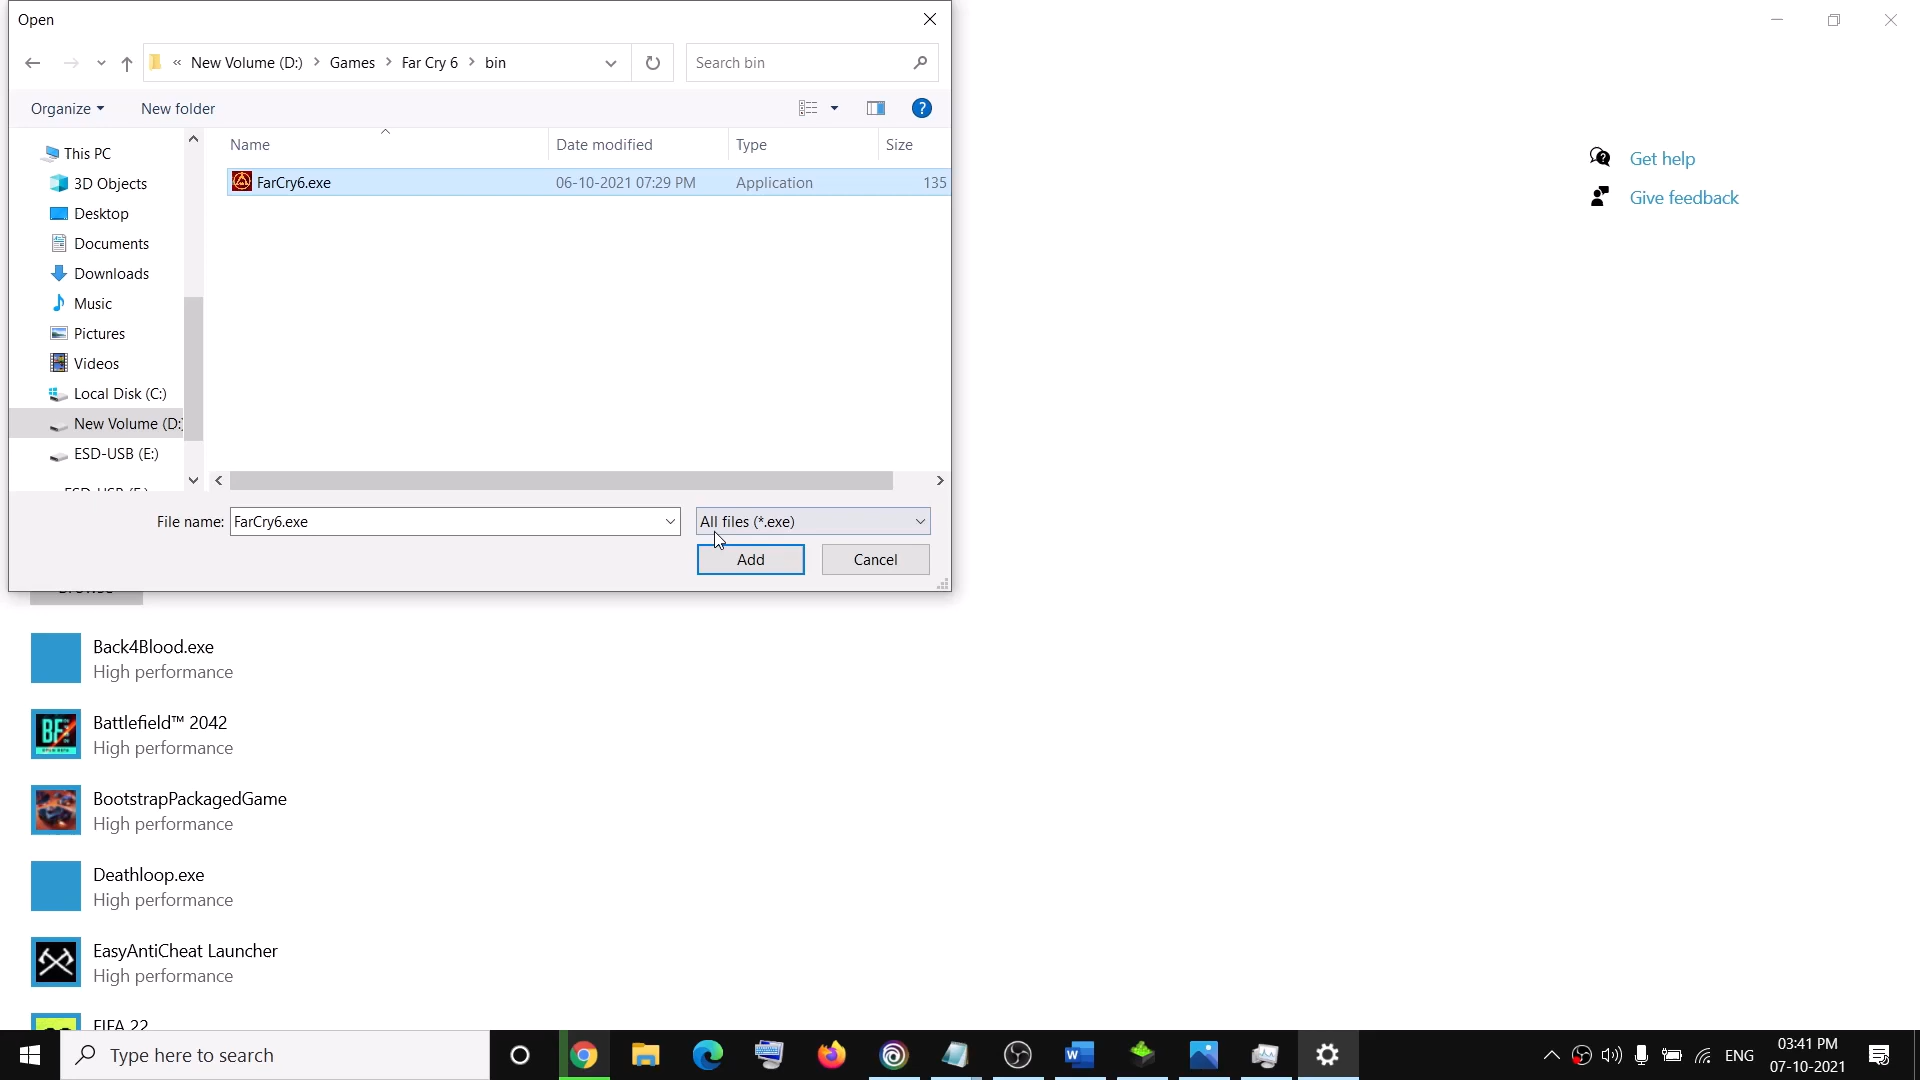 Open
« New Volume (D:) > Games > Far Cry 6 > bin
Search bin
Organize
New folder
?
Name
Date modified
Type
Size
This PC
3D Objects
Desktop
Documents
Downloads
Music
Pictures
Videos
Local Disk (C:)
New Volume (D:)
ESD-USB (E:)
FarCry6.exe
06-10-2021 07:29 PM
Application
135
File name:
FarCry6.exe
All files (*.exe)
Add
Cancel
Get help
Give feedback
Back4Blood.exe
High performance
Battlefield™ 2042
High performance
BootstrapPackagedGame
High performance
Deathloop.exe
High performance
EasyAntiCheat Launcher
High performance
FIFA 22
Type here to search
ENG
03:41 PM
07-10-2021